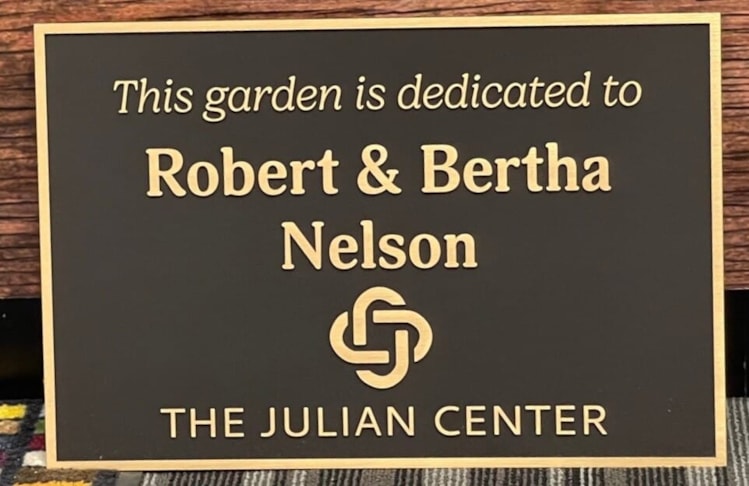 This garden is dedicated to
Robert & Bertha
Nelson
THE JULIAN CENTER